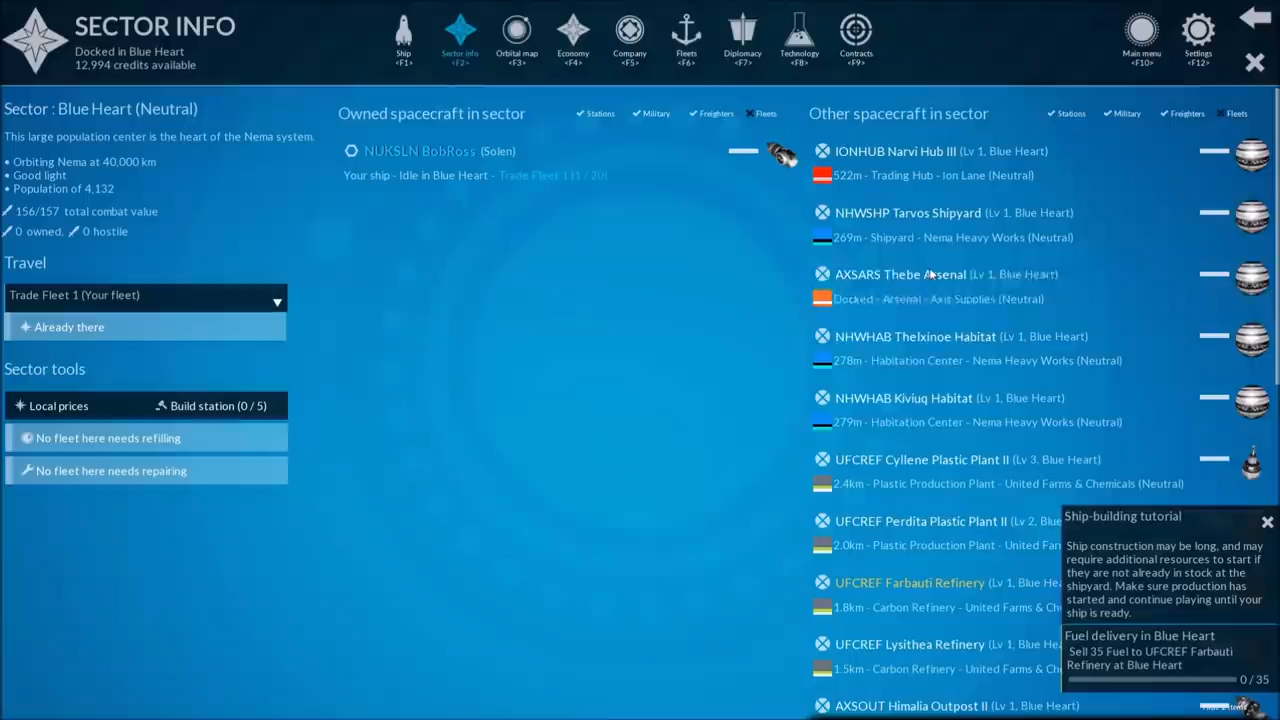 SECTOR INFO
Docked in Blue Heart
12,994 credits available
Ship
<F1>
Sector info
<F2>
Orbital map
<F3>
Economy
<F4>
Company
<F5>
Fleets
<F6>
Diplomacy
<F7>
Technology
<F8>
Contracts
<F9>
Main menu
<F10>
Settings
<F12>
Sector : Blue Heart (Neutral)
This large population center is the heart of the Nema system.
• Orbiting Nema at 40,000 km
• Good light
• Population of 4,132
156/157 total combat value
0 owned, 0 hostile
Travel
Trade Fleet 1 (Your fleet)
Already there
Sector tools
Local prices
Build station (0 / 5)
No fleet here needs refilling
No fleet here needs repairing
Owned spacecraft in sector
Stations
Military
Freighters
Fleets
NUKSLN BobRoss (Solen)
Your ship - Idle in Blue Heart - Trade Fleet 1 (1 / 20)
Other spacecraft in sector
Stations
Military
Freighters
Fleets
IONHUB Narvi Hub III (Lv 1, Blue Heart)
522m - Trading Hub - Ion Lane (Neutral)
NHWSHP Tarvos Shipyard (Lv 1, Blue Heart)
269m - Shipyard - Nema Heavy Works (Neutral)
AXSARS Thebe Arsenal (Lv 1, Blue Heart)
Docked - Arsenal - Axis Supplies (Neutral)
NHWHAB Thelxinoe Habitat (Lv 1, Blue Heart)
278m - Habitation Center - Nema Heavy Works (Neutral)
NHWHAB Kiviuq Habitat (Lv 1, Blue Heart)
279m - Habitation Center - Nema Heavy Works (Neutral)
UFCREF Cyllene Plastic Plant II (Lv 3, Blue Heart)
2.4km - Plastic Production Plant - United Farms & Chemicals (Neutral)
UFCREF Perdita Plastic Plant II (Lv 2, Blue
2.0km - Plastic Production Plant - United Fan
UFCREF Farbauti Refinery (Lv 1, Blue Hea
1.8km - Carbon Refinery - United Farms & Ch
UFCREF Lysithea Refinery (Lv 1, Blue Hea
1.5km - Carbon Refinery - United Farms & Ch
AXSOUT Himalia Outpost II (Lv 1, Blue Heart)
Ship-building tutorial
Ship construction may be long, and may
require additional resources to start if
they are not already in stock at the
shipyard. Make sure production has
started and continue playing until your
ship is ready.
Fuel delivery in Blue Heart
Sell 35 Fuel to UFCREF Farbauti
Refinery at Blue Heart
0 / 35